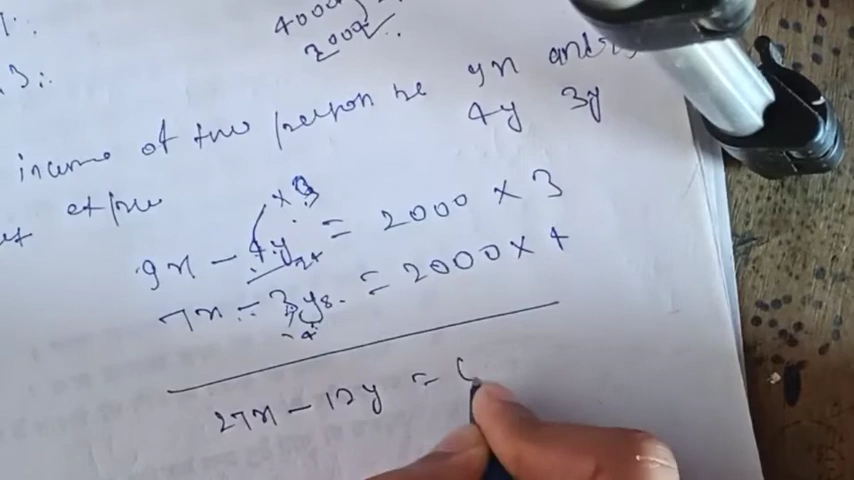 4000
2000
3:
income of two person be 9x and
4y 3y
9x - 4y = 2000 × 3
7x - 3y = 2000 × 4
27x - 12y =